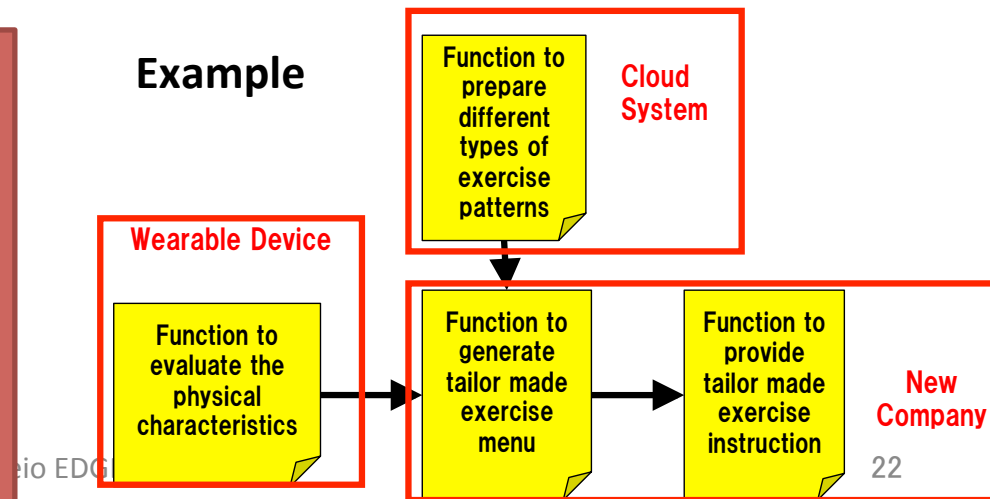 Example
Function to
prepare
different
types of
exercise
patterns
Cloud
System
Wearable Device
Function to
evaluate the
physical
characteristics
Function to
generate
tailor made
exercise
menu
Function to
provide
tailor made
exercise
instruction
New
Company
22